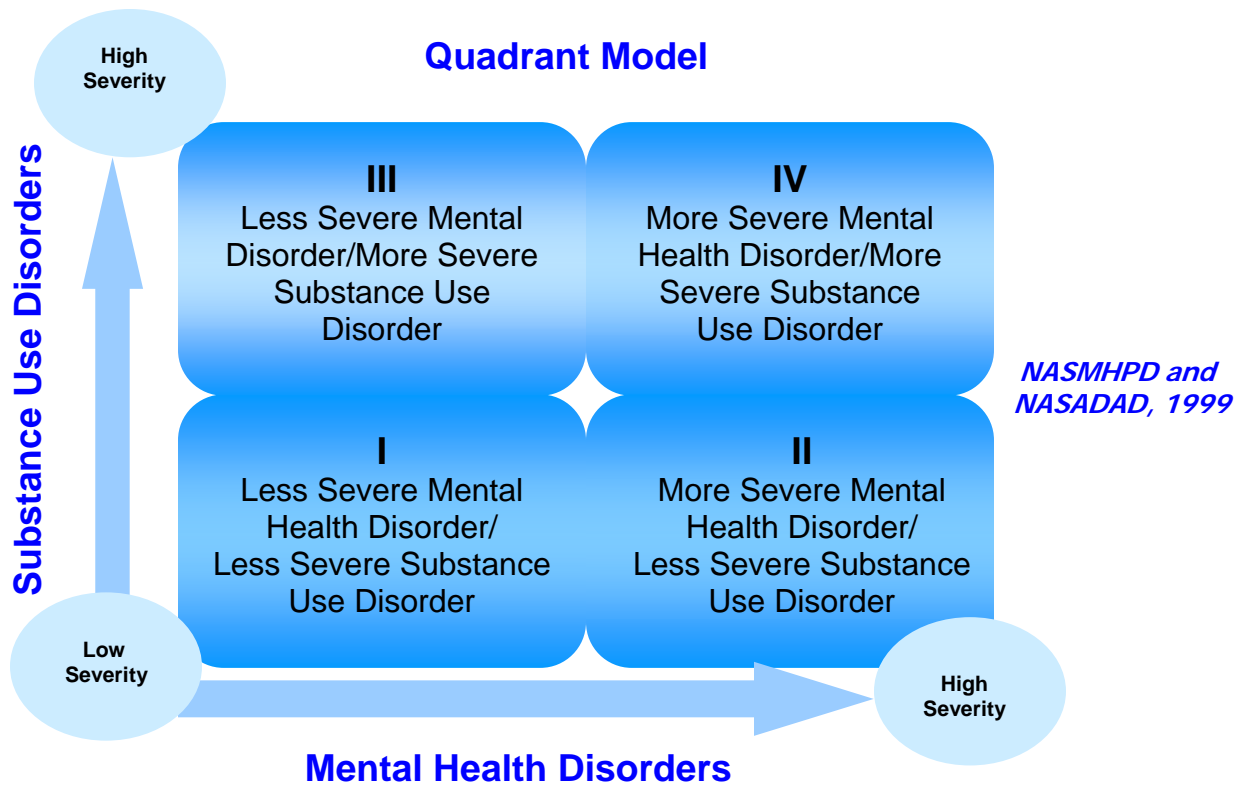 High
Severity
Quadrant Model
Substance Use Disorders
III
Less Severe Mental
Disorder/More Severe
Substance Use
Disorder
IV
More Severe Mental
Health Disorder/More
Severe Substance
Use Disorder
NASMHPD and
NASADAD, 1999
I
Less Severe Mental
Health Disorder/
Less Severe Substance
Use Disorder
II
More Severe Mental
Health Disorder/
Less Severe Substance
Use Disorder
Low
Severity
High
Severity
Mental Health Disorders